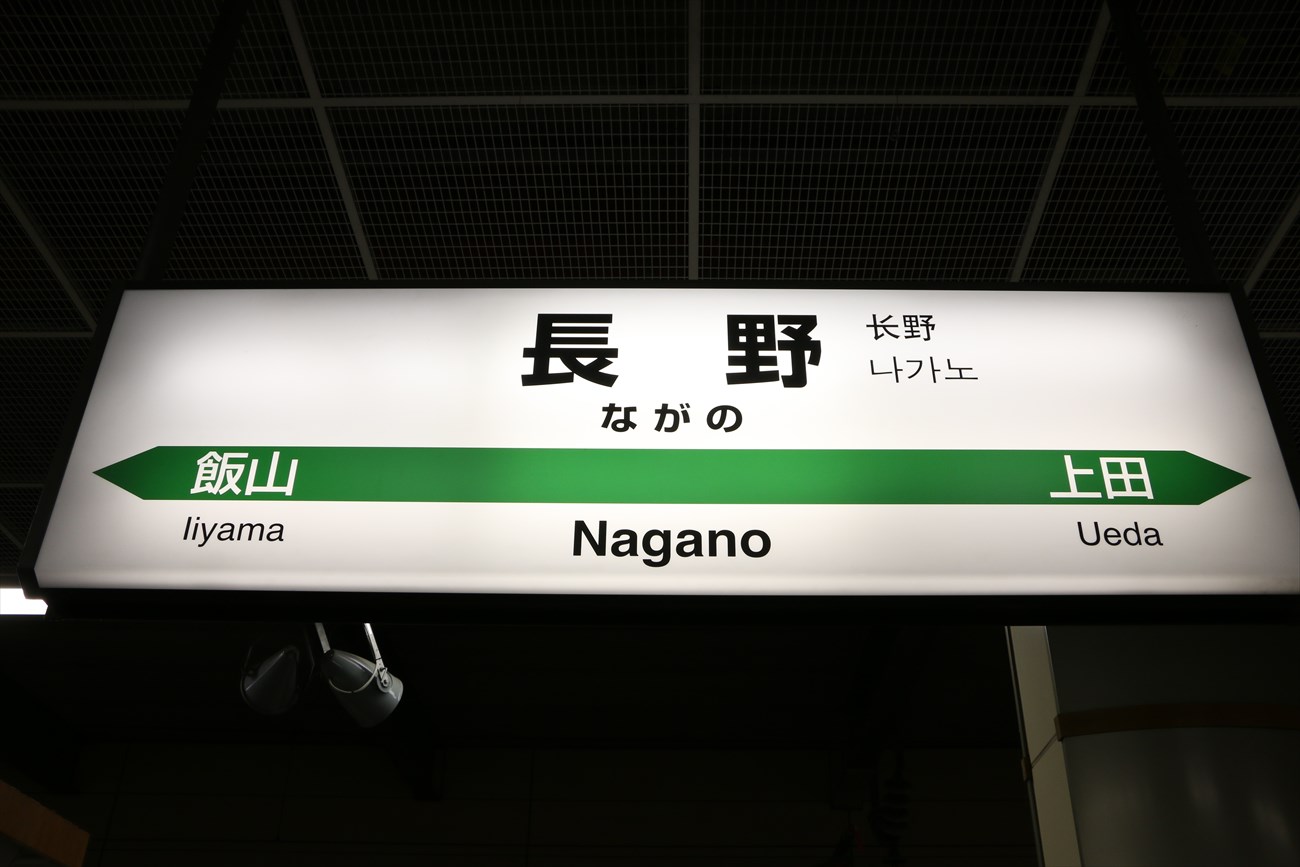 長野
长野
나가노
ながの
飯山 上田
Iiyama Nagano Ueda